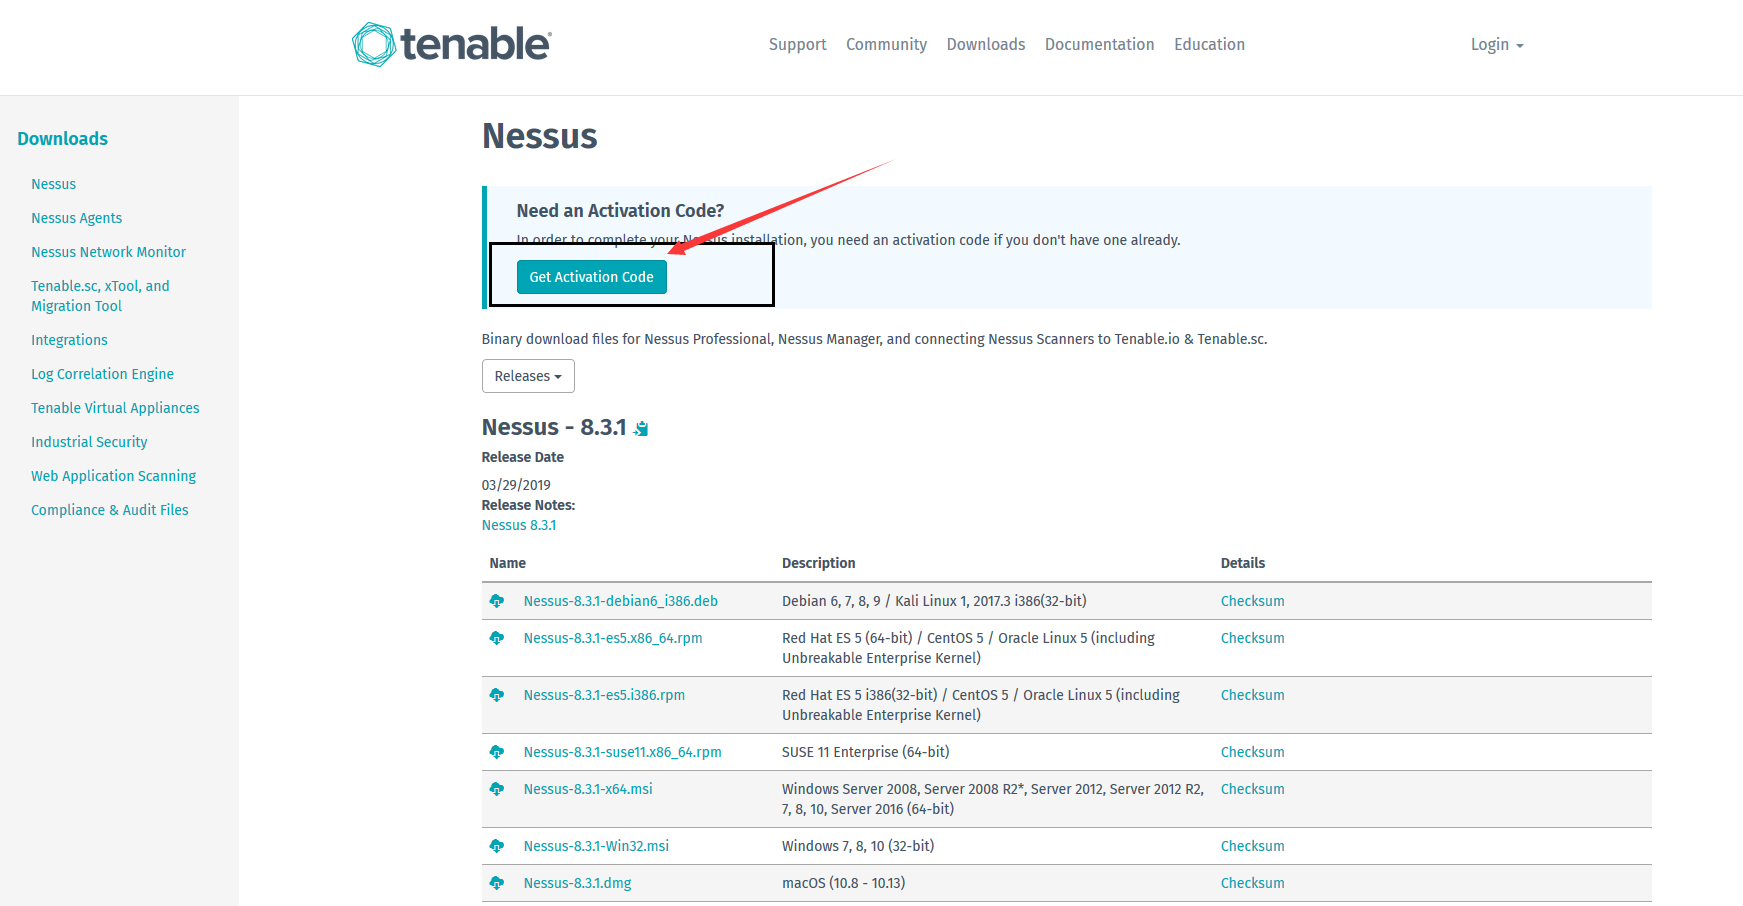 tenable
Support Community Downloads Documentation Education Login
Downloads
Nessus
Nessus Agents
Nessus Network Monitor
Tenable.sc, xTool, and
Migration Tool
Integrations
Log Correlation Engine
Tenable Virtual Appliances
Industrial Security
Web Application Scanning
Compliance & Audit Files
Nessus
Need an Activation Code?
In order to complete your Nessus installation, you need an activation code if you don't have one already.
Get Activation Code
Binary download files for Nessus Professional, Nessus Manager, and connecting Nessus Scanners to Tenable.io & Tenable.sc.
Releases
Nessus - 8.3.1
Release Date
03/29/2019
Release Notes:
Nessus 8.3.1
Name Description Details
Nessus-8.3.1-debian6_i386.deb Debian 6, 7, 8, 9 / Kali Linux 1, 2017.3 i386(32-bit) Checksum
Nessus-8.3.1-es5.x86_64.rpm Red Hat ES 5 (64-bit) / CentOS 5 / Oracle Linux 5 (including Checksum
Unbreakable Enterprise Kernel)
Nessus-8.3.1-es5.i386.rpm Red Hat ES 5 i386(32-bit) / CentOS 5 / Oracle Linux 5 (including Checksum
Unbreakable Enterprise Kernel)
Nessus-8.3.1-suse11.x86_64.rpm SUSE 11 Enterprise (64-bit) Checksum
Nessus-8.3.1-x64.msi Windows Server 2008, Server 2008 R2*, Server 2012, Server 2012 R2, Checksum
7, 8, 10, Server 2016 (64-bit)
Nessus-8.3.1-Win32.msi Windows 7, 8, 10 (32-bit) Checksum
Nessus-8.3.1.dmg macOS (10.8 - 10.13) Checksum